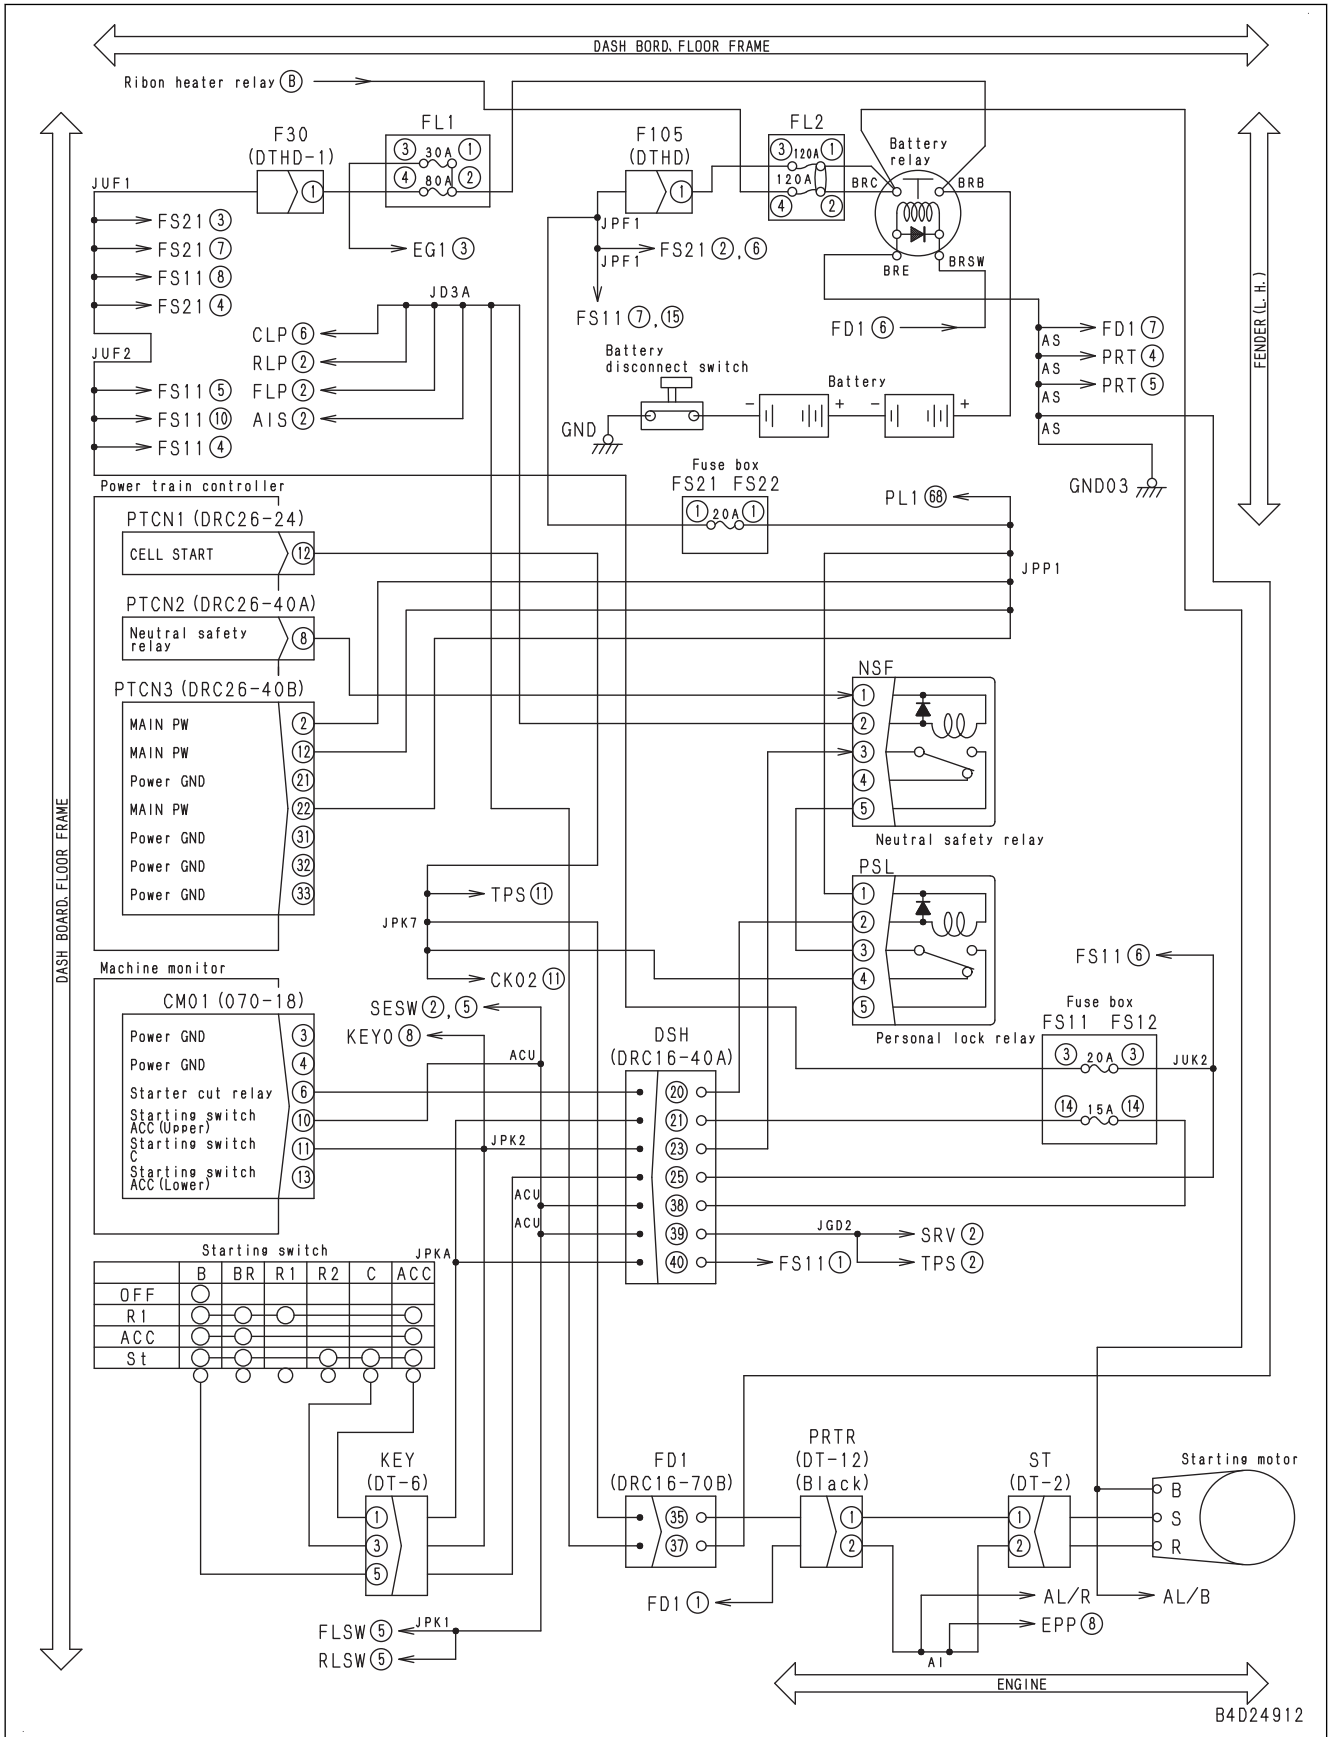 DASH BORD, FLOOR FRAME
Ribon heater relay B
F30
(DTHD-1)
1
FL1
3 30A 1
4 80A 2
F105
(DTHD)
1
FL2
3 120A 1
120A
4 2
Battery
relay
BRC
BRB
BRE
BRSW
JUF1
FS21 3
FS21 7
FS11 8
FS21 4
JUF2
FS11 5
FS11 10
FS11 4
EG1 3
JPF1
JPF1
FS21 2, 6
FS11 7, 15
JD3A
CLP 6
RLP 2
FLP 2
AIS 2
FD1 6
FD1 7
AS
PRT 4
AS
PRT 5
AS
AS
GND03
Battery
disconnect switch
Battery
- + - +
GND
FENDER(L. H.)
DASH BOARD, FLOOR FRAME
Fuse box
FS21 FS22
1 20A 1
PL1 68
JPP1
Power train controller
PTCN1 (DRC26-24)
CELL START 12
PTCN2 (DRC26-40A)
Neutral safety
relay
8
PTCN3 (DRC26-40B)
MAIN PW 2
MAIN PW 12
Power GND 21
MAIN PW 22
Power GND 31
Power GND 32
Power GND 33
NSF
1
2
3
4
5
Neutral safety relay
PSL
1
2
3
4
5
Personal lock relay
TPS 11
JPK7
CK02 11
Machine monitor
CM01 (070-18)
Power GND 3
Power GND 4
Starter cut relay 6
Starting switch
ACC(Upper)
10
Starting switch
C
11
Starting switch
ACC(Lower)
13
SESW 2, 5
KEY0 8
ACU
JPK2
ACU
ACU
JPKA
DSH
(DRC16-40A)
20
21
23
25
38
39
40
FS11 6
Fuse box
FS11 FS12
3 20A 3
14 15A 14
JUK2
JGD2
SRV 2
TPS 2
FS11 1
Starting switch
B BR R1 R2 C ACC
OFF
R1
ACC
St
KEY
(DT-6)
1
3
5
FD1
(DRC16-70B)
35
37
PRTR
(DT-12)
(Black)
1
2
ST
(DT-2)
1
2
Starting motor
B
S
R
FD1 1
AL/R
AL/B
EPP 8
AI
FLSW 5
JPK1
RLSW 5
ENGINE
B4D24912